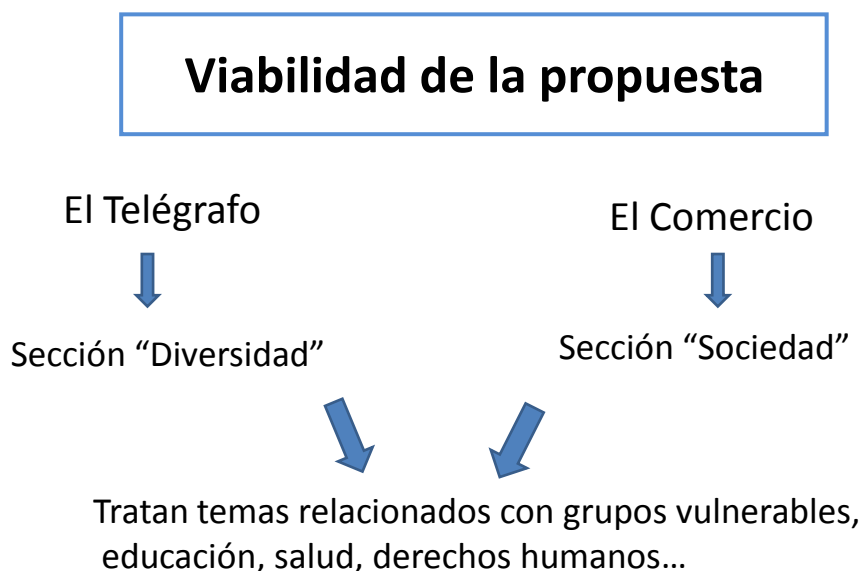 Viabilidad de la propuesta
El Telégrafo
El Comercio
Sección “Diversidad”
Sección “Sociedad”
Tratan temas relacionados con grupos vulnerables,
educación, salud, derechos humanos…